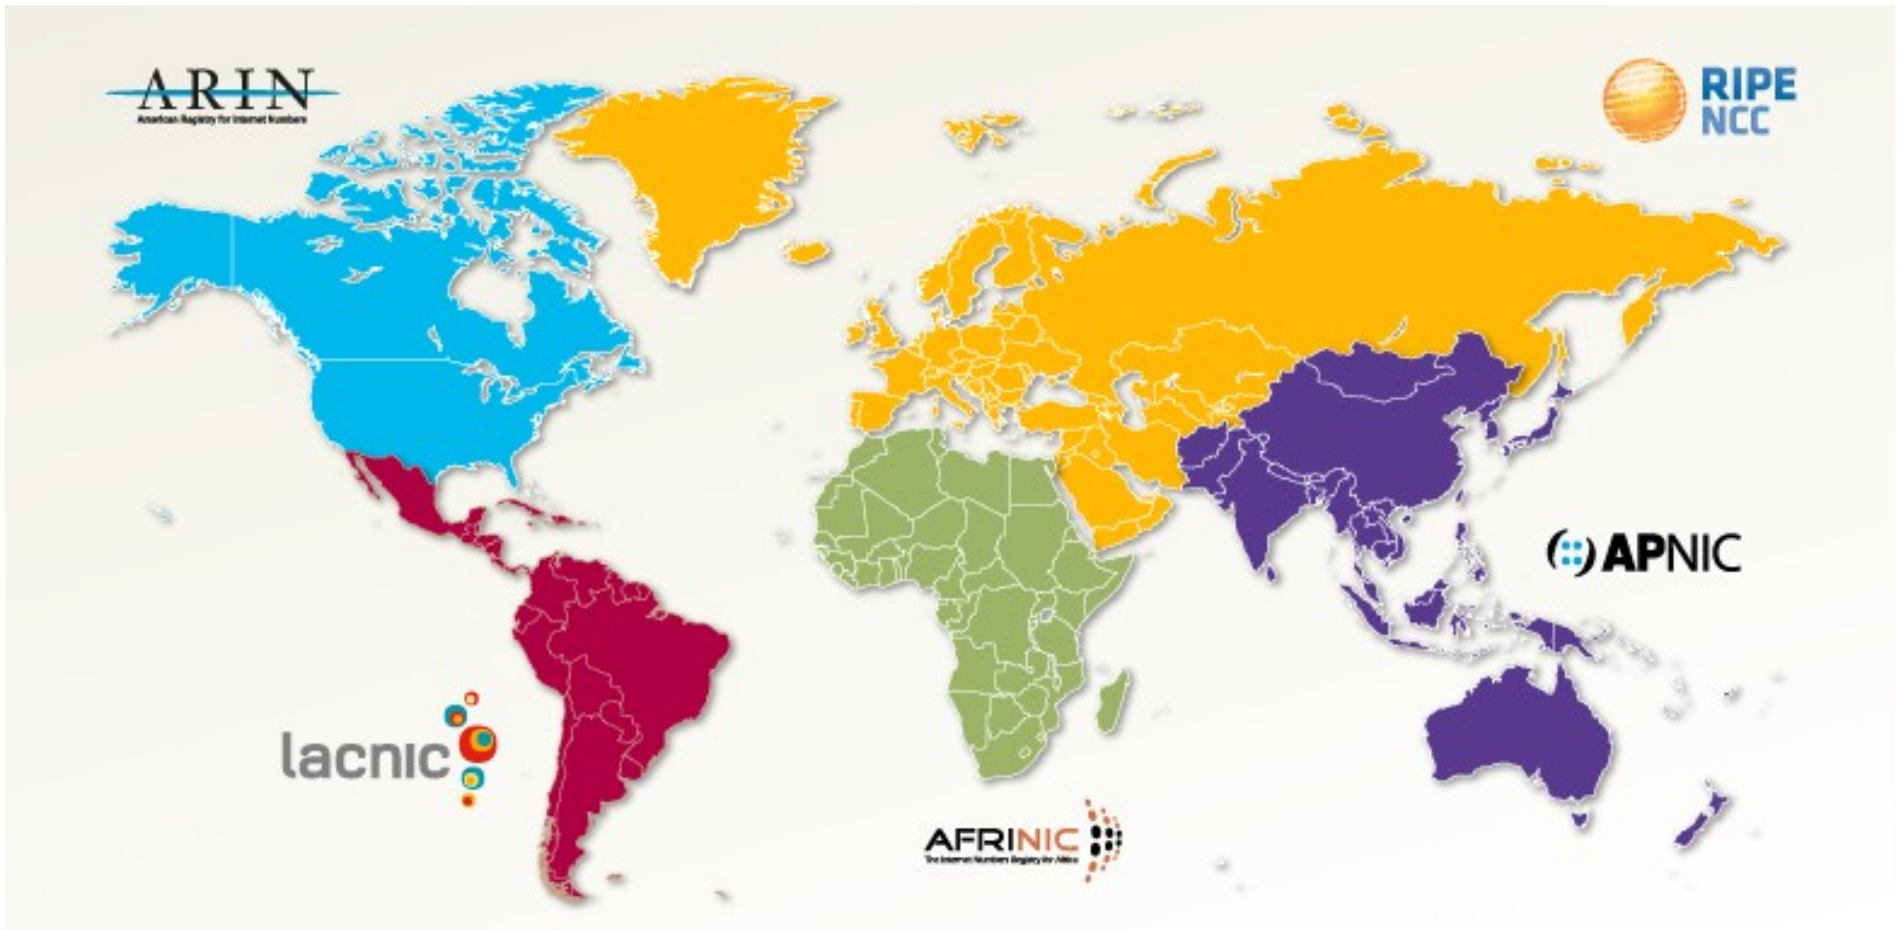 ARIN
American Registry for Internet Numbers
RIPE
NCC
APNIC
lacnic
AFRINIC
The Internet Numbers Registry for Africa